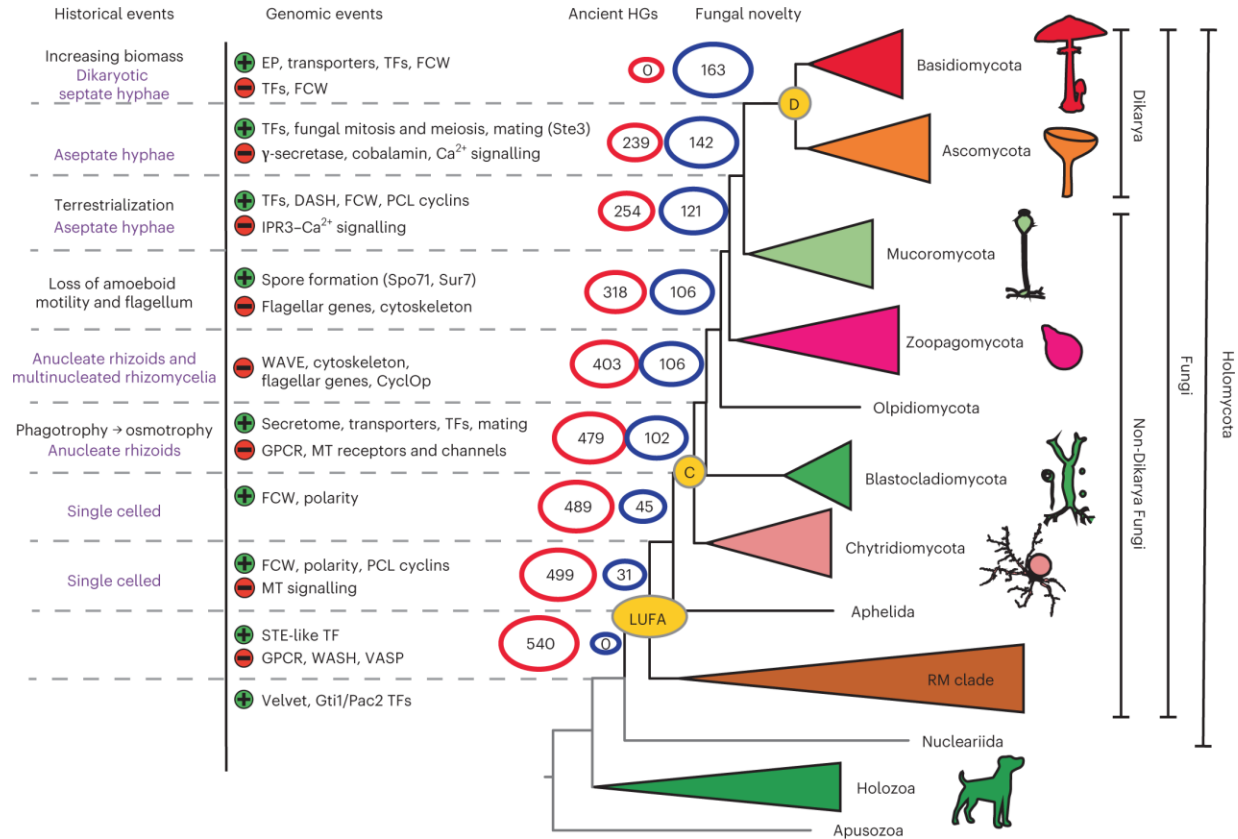 Historical events
Genomic events
Ancient HGs
Fungal novelty
Increasing biomass
Dikaryotic
septate hyphae
EP, transporters, TFs, FCW
TFs, FCW
0
163
Aseptate hyphae
TFs, fungal mitosis and meiosis, mating (Ste3)
γ-secretase, cobalamin, Ca²⁺ signalling
239
142
Terrestrialization
Aseptate hyphae
TFs, DASH, FCW, PCL cyclins
IPR3–Ca²⁺ signalling
254
121
Loss of amoeboid
motility and flagellum
Spore formation (Spo71, Sur7)
Flagellar genes, cytoskeleton
318
106
Anucleate rhizoids and
multinucleated rhizomycelia
WAVE, cytoskeleton,
flagellar genes, CyclOp
403
106
Phagotrophy → osmotrophy
Anucleate rhizoids
Secretome, transporters, TFs, mating
GPCR, MT receptors and channels
479
102
Single celled
FCW, polarity
489
45
Single celled
FCW, polarity, PCL cyclins
MT signalling
499
31
STE-like TF
GPCR, WASH, VASP
540
0
Velvet, Gti1/Pac2 TFs
D
C
LUFA
Basidiomycota
Ascomycota
Mucoromycota
Zoopagomycota
Olpidiomycota
Blastocladiomycota
Chytridiomycota
Aphelida
RM clade
Nucleariida
Holozoa
Apusozoa
Dikarya
Non-Dikarya Fungi
Fungi
Holomycota